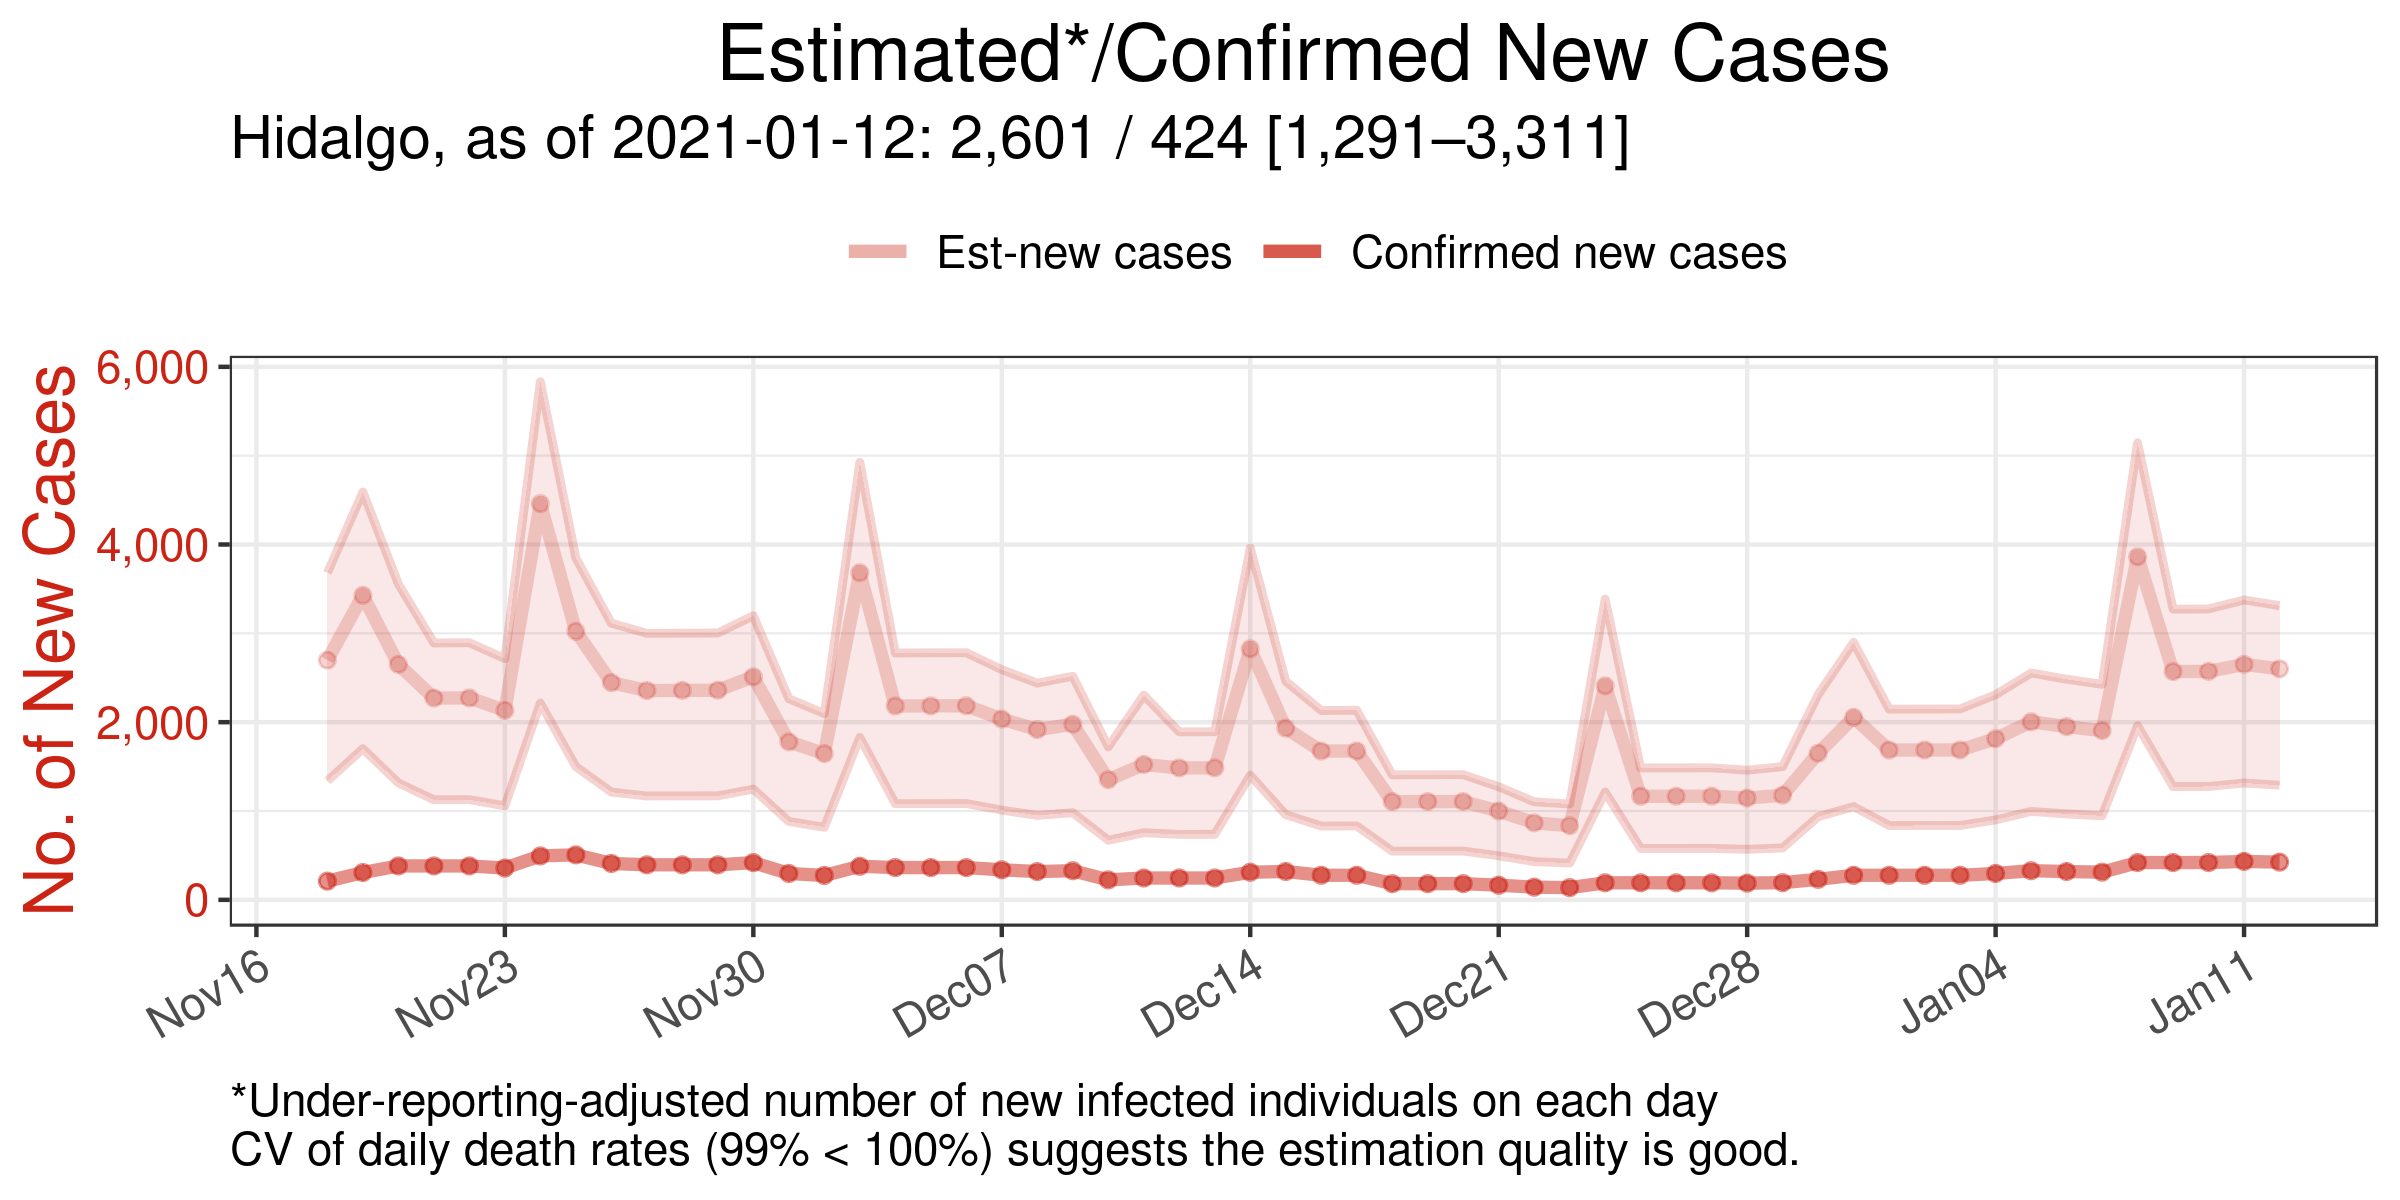 Estimated*/Confirmed New Cases
Hidalgo, as of 2021-01-12: 2,601 / 424 [1,291–3,311]
Est-new cases Confirmed new cases
No. of New Cases
6,000
4,000
2,000
0
Nov16 Nov23 Nov30 Dec07 Dec14 Dec21 Dec28 Jan04 Jan11
*Under-reporting-adjusted number of new infected individuals on each day
CV of daily death rates (99% < 100%) suggests the estimation quality is good.